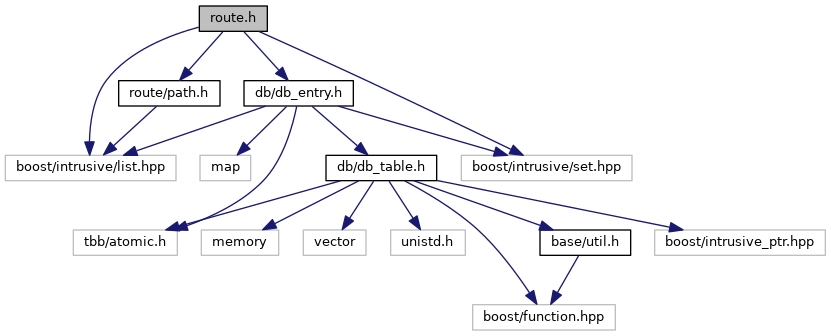 route.h
route/path.h
db/db_entry.h
boost/intrusive/list.hpp
map
db/db_table.h
boost/intrusive/set.hpp
tbb/atomic.h
memory
vector
unistd.h
base/util.h
boost/intrusive_ptr.hpp
boost/function.hpp